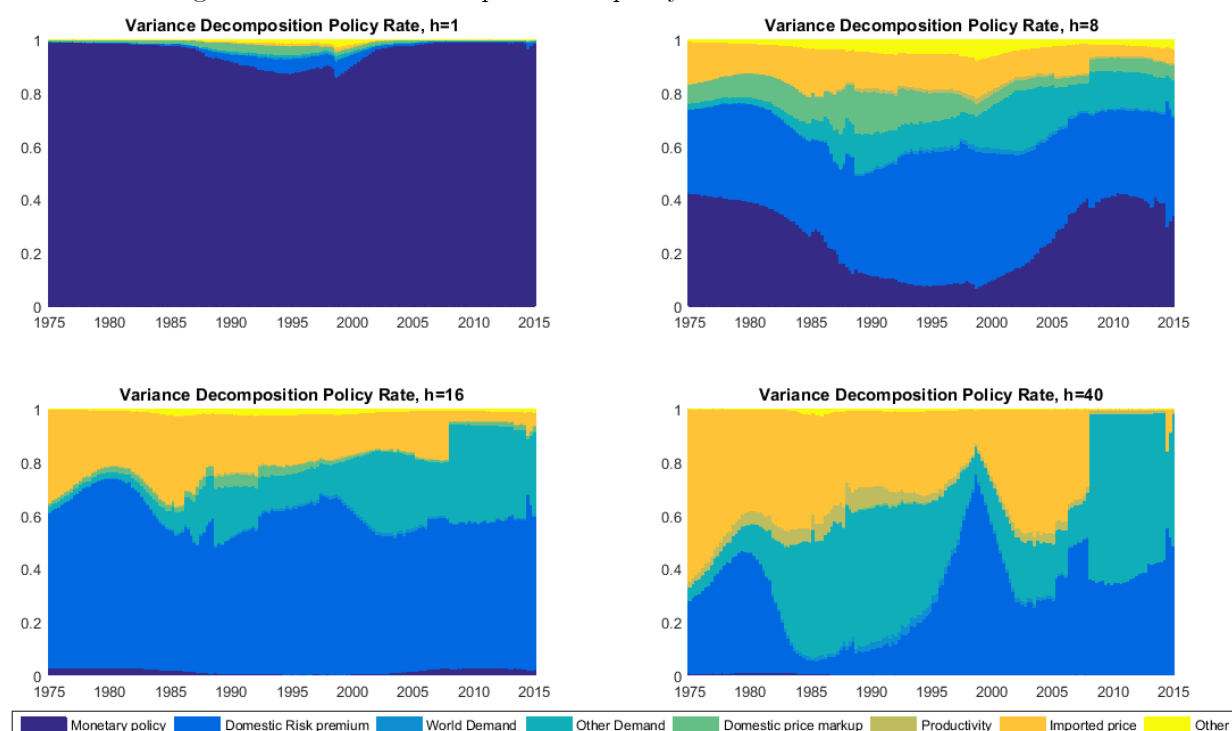 Variance Decomposition Policy Rate, h=1
1
0.8
0.6
0.4
0.2
0
1975 1980 1985 1990 1995 2000 2005 2010 2015
Variance Decomposition Policy Rate, h=8
1
0.8
0.6
0.4
0.2
0
1975 1980 1985 1990 1995 2000 2005 2010 2015
Variance Decomposition Policy Rate, h=16
1
0.8
0.6
0.4
0.2
0
1975 1980 1985 1990 1995 2000 2005 2010 2015
Variance Decomposition Policy Rate, h=40
1
0.8
0.6
0.4
0.2
0
1975 1980 1985 1990 1995 2000 2005 2010 2015
Monetary policy Domestic Risk premium World Demand Other Demand Domestic price markup Productivity Imported price Other